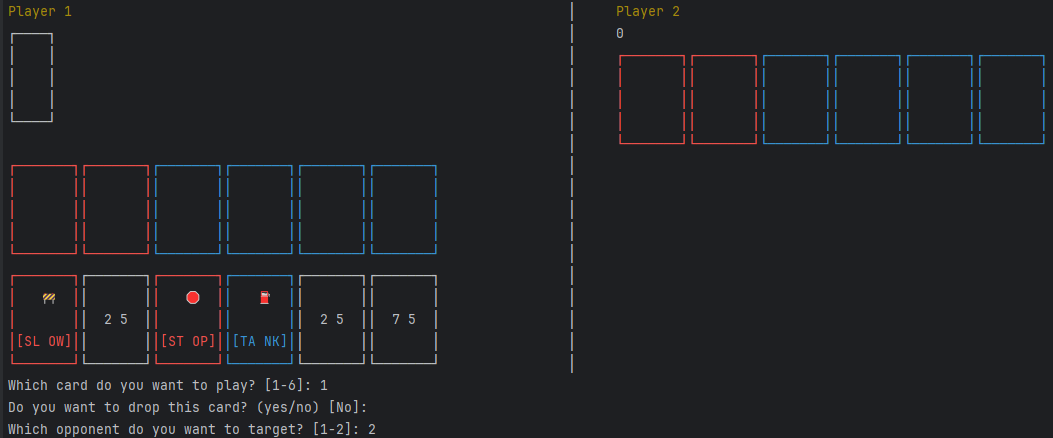 Player 1
Player 2
0
2 5
2 5
7 5
[SL OW]
[ST OP]
[TA NK]
Which card do you want to play? [1-6]: 1
Do you want to drop this card? (yes/no) [No]:
Which opponent do you want to target? [1-2]: 2